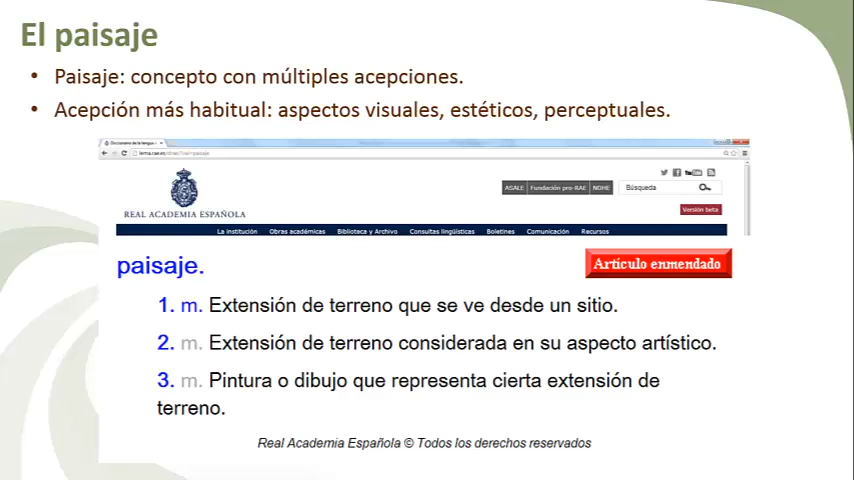 El paisaje
• Paisaje: concepto con múltiples acepciones.
• Acepción más habitual: aspectos visuales, estéticos, perceptuales.
ASALE Fundación pro-RAE NDHE Búsqueda
REAL ACADEMIA ESPAÑOLA
Versión beta
La institución Obras académicas Biblioteca y Archivo Consultas lingüísticas Boletines Comunicación Recursos
paisaje. Artículo enmendado
1. m. Extensión de terreno que se ve desde un sitio.
2. m. Extensión de terreno considerada en su aspecto artístico.
3. m. Pintura o dibujo que representa cierta extensión de
terreno.
Real Academia Española © Todos los derechos reservados